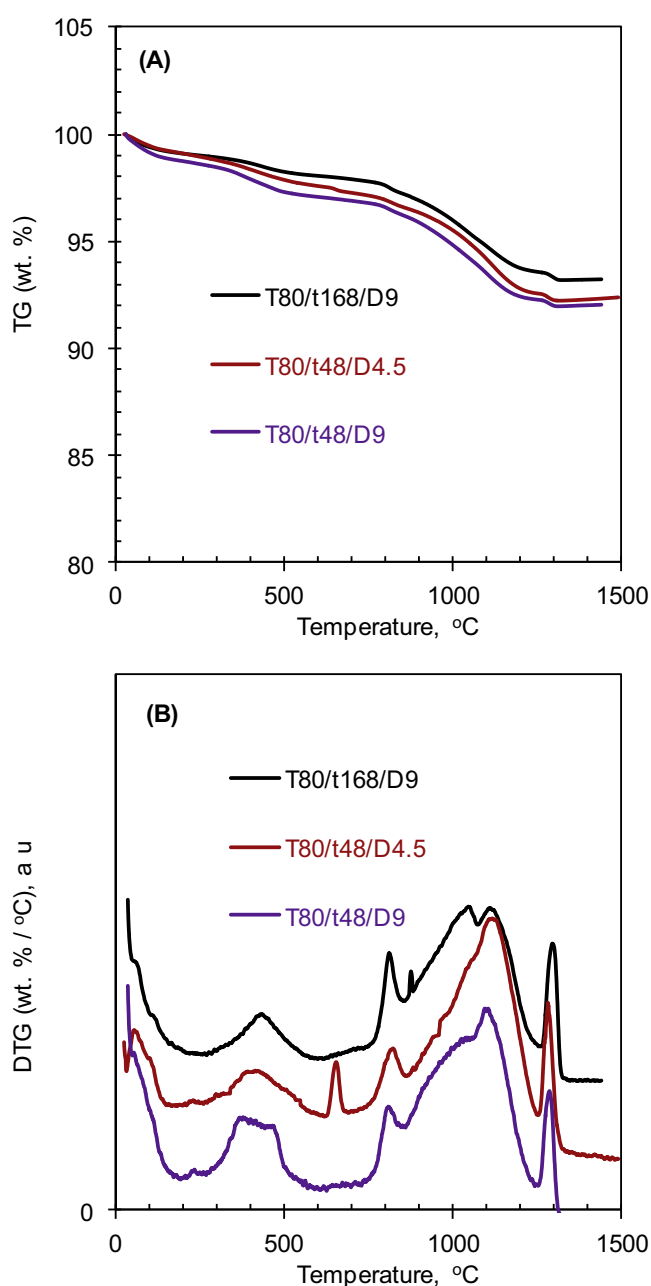 105
(A)
100
95
90
85
80
TG (wt. %)
T80/t168/D9
T80/t48/D4.5
T80/t48/D9
0
500
1000
1500
Temperature, °C
(B)
T80/t168/D9
T80/t48/D4.5
T80/t48/D9
DTG (wt. % / °C), a u
0
0
500
1000
1500
Temperature, °C